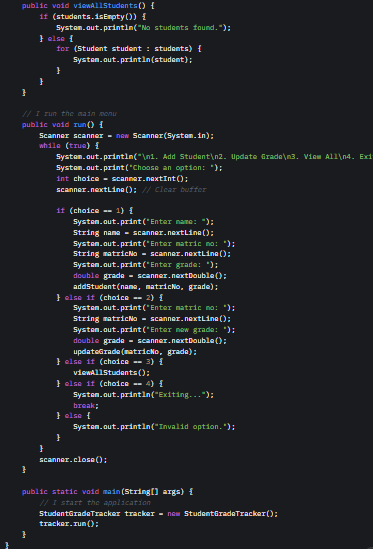 public void viewAllStudents() {
if (students.isEmpty()) {
System.out.println("No students found.");
} else {
for (Student student : students) {
System.out.println(student);
}
}
}
// I run the main menu
public void run() {
Scanner scanner = new Scanner(System.in);
while (true) {
System.out.println("\n1. Add Student\n2. Update Grade\n3. View All\n4. Exi
System.out.print("Choose an option: ");
int choice = scanner.nextInt();
scanner.nextLine(); // Clear buffer
if (choice == 1) {
System.out.print("Enter name: ");
String name = scanner.nextLine();
System.out.print("Enter matric no: ");
String matricNo = scanner.nextLine();
System.out.print("Enter grade: ");
double grade = scanner.nextDouble();
addStudent(name, matricNo, grade);
} else if (choice == 2) {
System.out.print("Enter matric no: ");
String matricNo = scanner.nextLine();
System.out.print("Enter new grade: ");
double grade = scanner.nextDouble();
updateGrade(matricNo, grade);
} else if (choice == 3) {
viewAllStudents();
} else if (choice == 4) {
System.out.println("Exiting...");
break;
} else {
System.out.println("Invalid option.");
}
}
scanner.close();
}
public static void main(String[] args) {
// I start the application
StudentGradeTracker tracker = new StudentGradeTracker();
tracker.run();
}
}